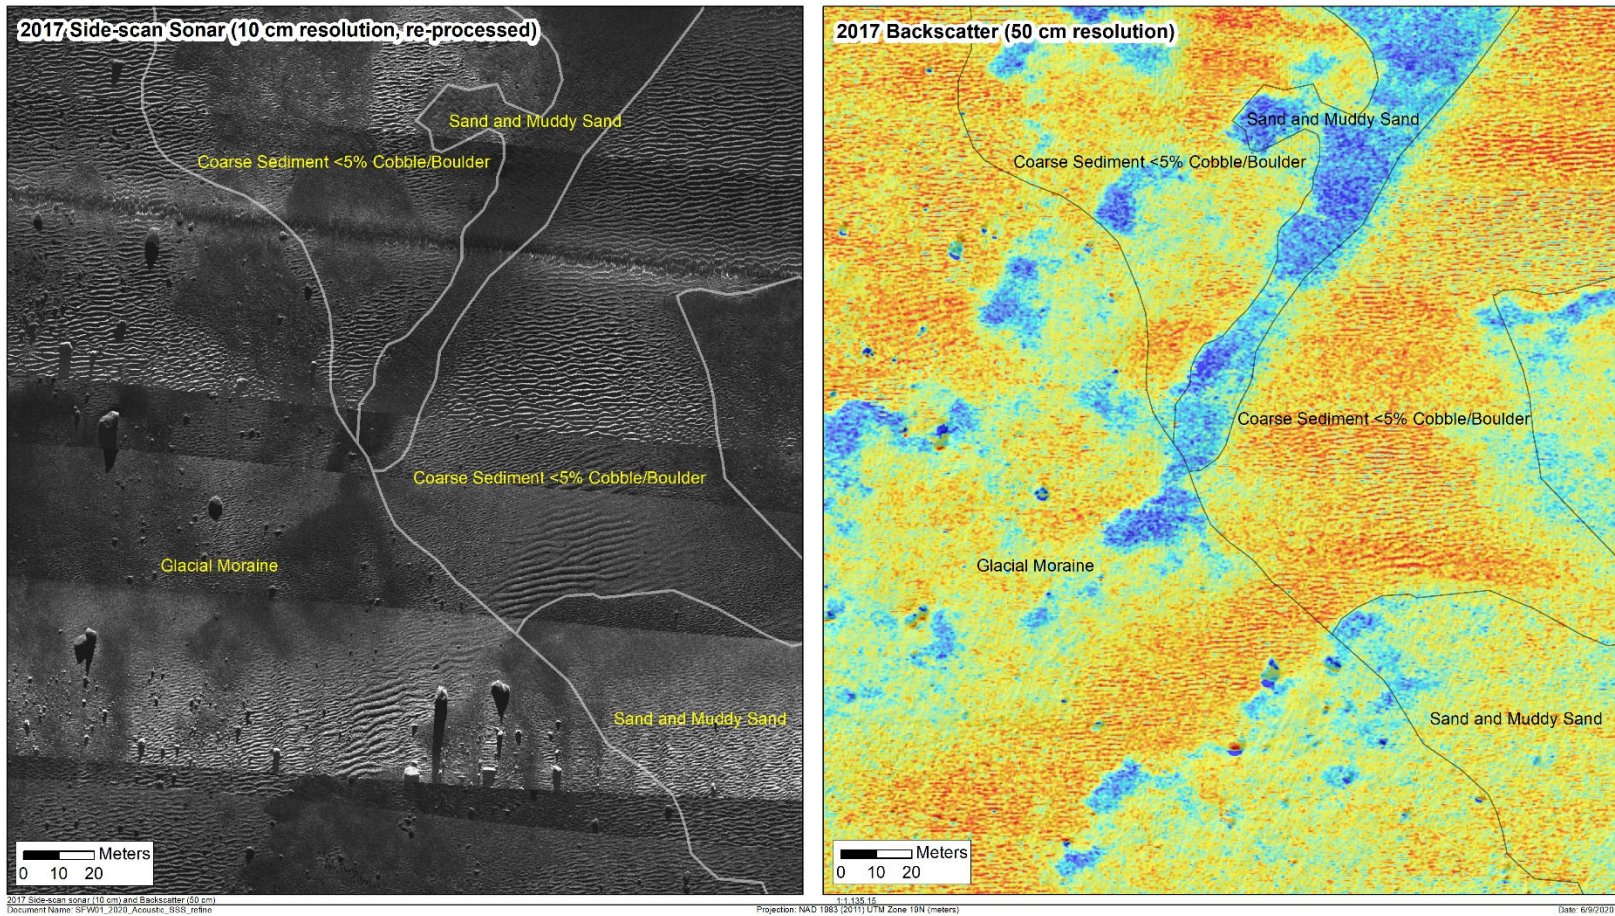 2017 Side-scan Sonar (10 cm resolution, re-processed)
Sand and Muddy Sand
Coarse Sediment <5% Cobble/Boulder
Coarse Sediment <5% Cobble/Boulder
Glacial Moraine
Sand and Muddy Sand
Meters
0 10 20
2017 Backscatter (50 cm resolution)
Sand and Muddy Sand
Coarse Sediment <5% Cobble/Boulder
Coarse Sediment <5% Cobble/Boulder
Glacial Moraine
Sand and Muddy Sand
Meters
0 10 20
2017 Side-scan sonar (10 cm) and Backscatter (50 cm)
1:1,135.15
Document Name: SFW01_2020_Acoustic_SSS_refine
Projection: NAD 1983 (2011) UTM Zone 19N (meters)
Date: 6/9/2020